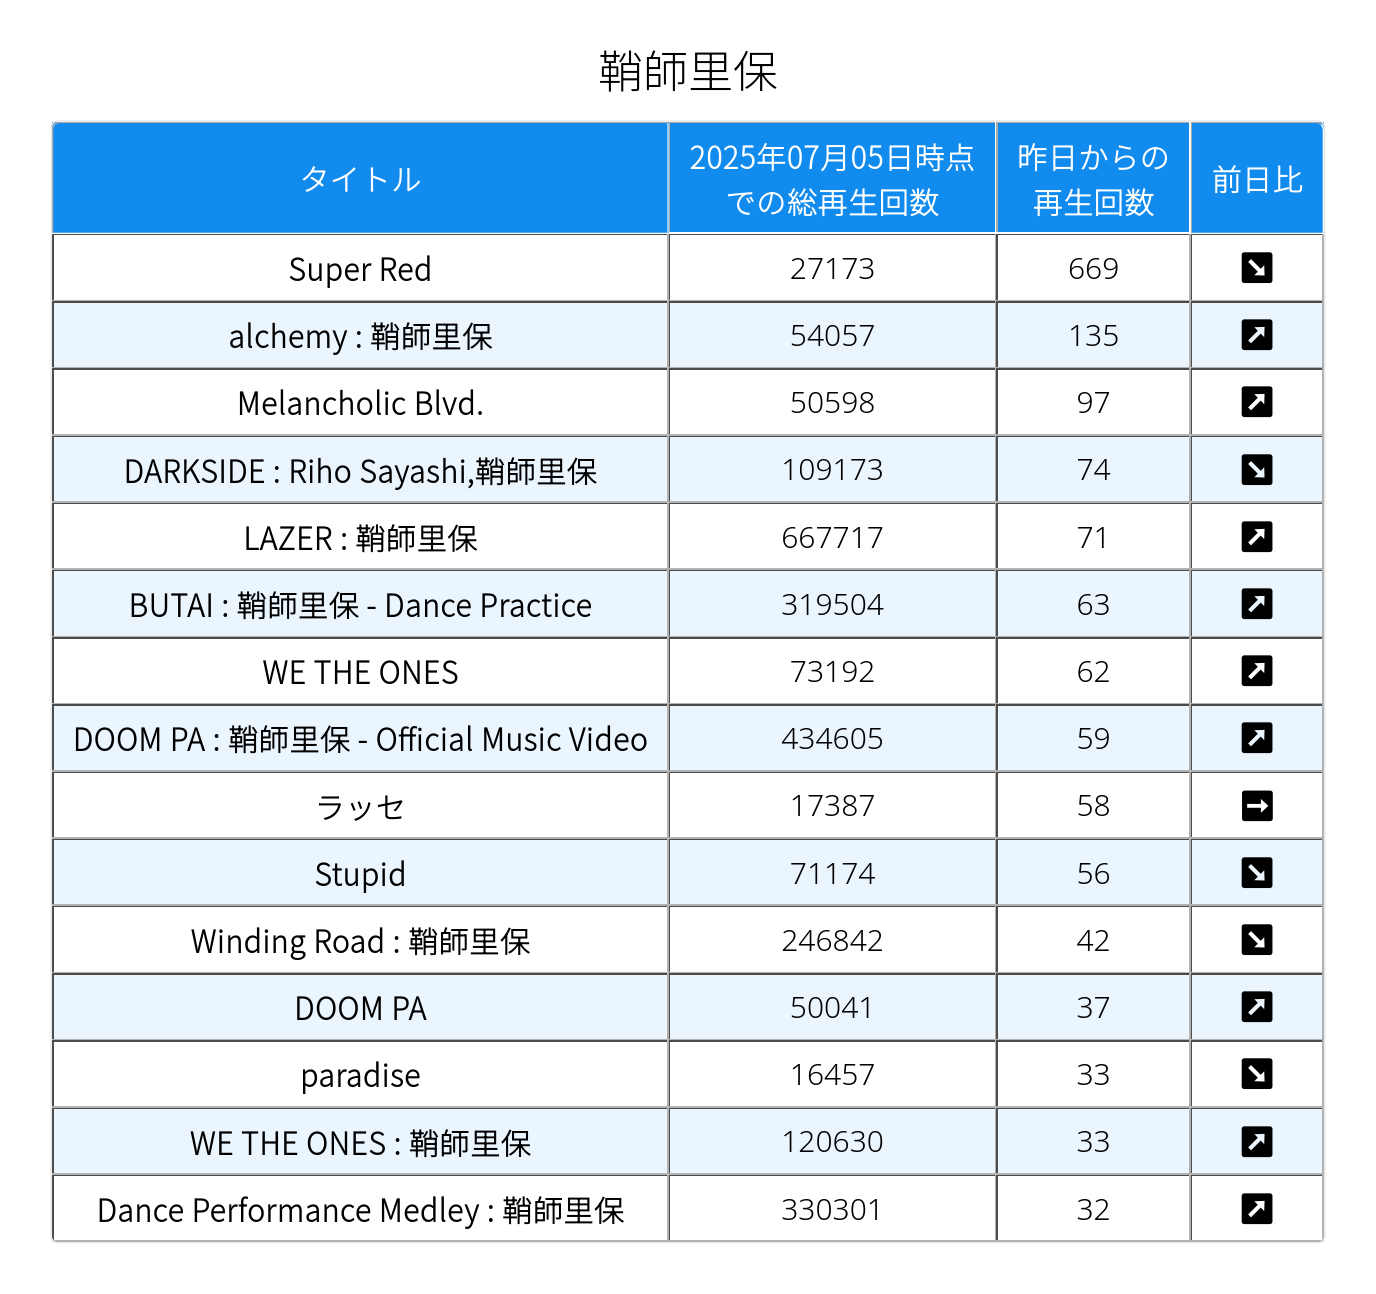 鞘師里保
タイトル 2025年07月05日時点での総再生回数 昨日からの再生回数 前日比
Super Red 27173 669 ↘
alchemy : 鞘師里保 54057 135 ↗
Melancholic Blvd. 50598 97 ↗
DARKSIDE : Riho Sayashi,鞘師里保 109173 74 ↘
LAZER : 鞘師里保 667717 71 ↗
BUTAI : 鞘師里保 - Dance Practice 319504 63 ↗
WE THE ONES 73192 62 ↗
DOOM PA : 鞘師里保 - Official Music Video 434605 59 ↗
ラッセ 17387 58 →
Stupid 71174 56 ↘
Winding Road : 鞘師里保 246842 42 ↘
DOOM PA 50041 37 ↗
paradise 16457 33 ↘
WE THE ONES : 鞘師里保 120630 33 ↗
Dance Performance Medley : 鞘師里保 330301 32 ↗